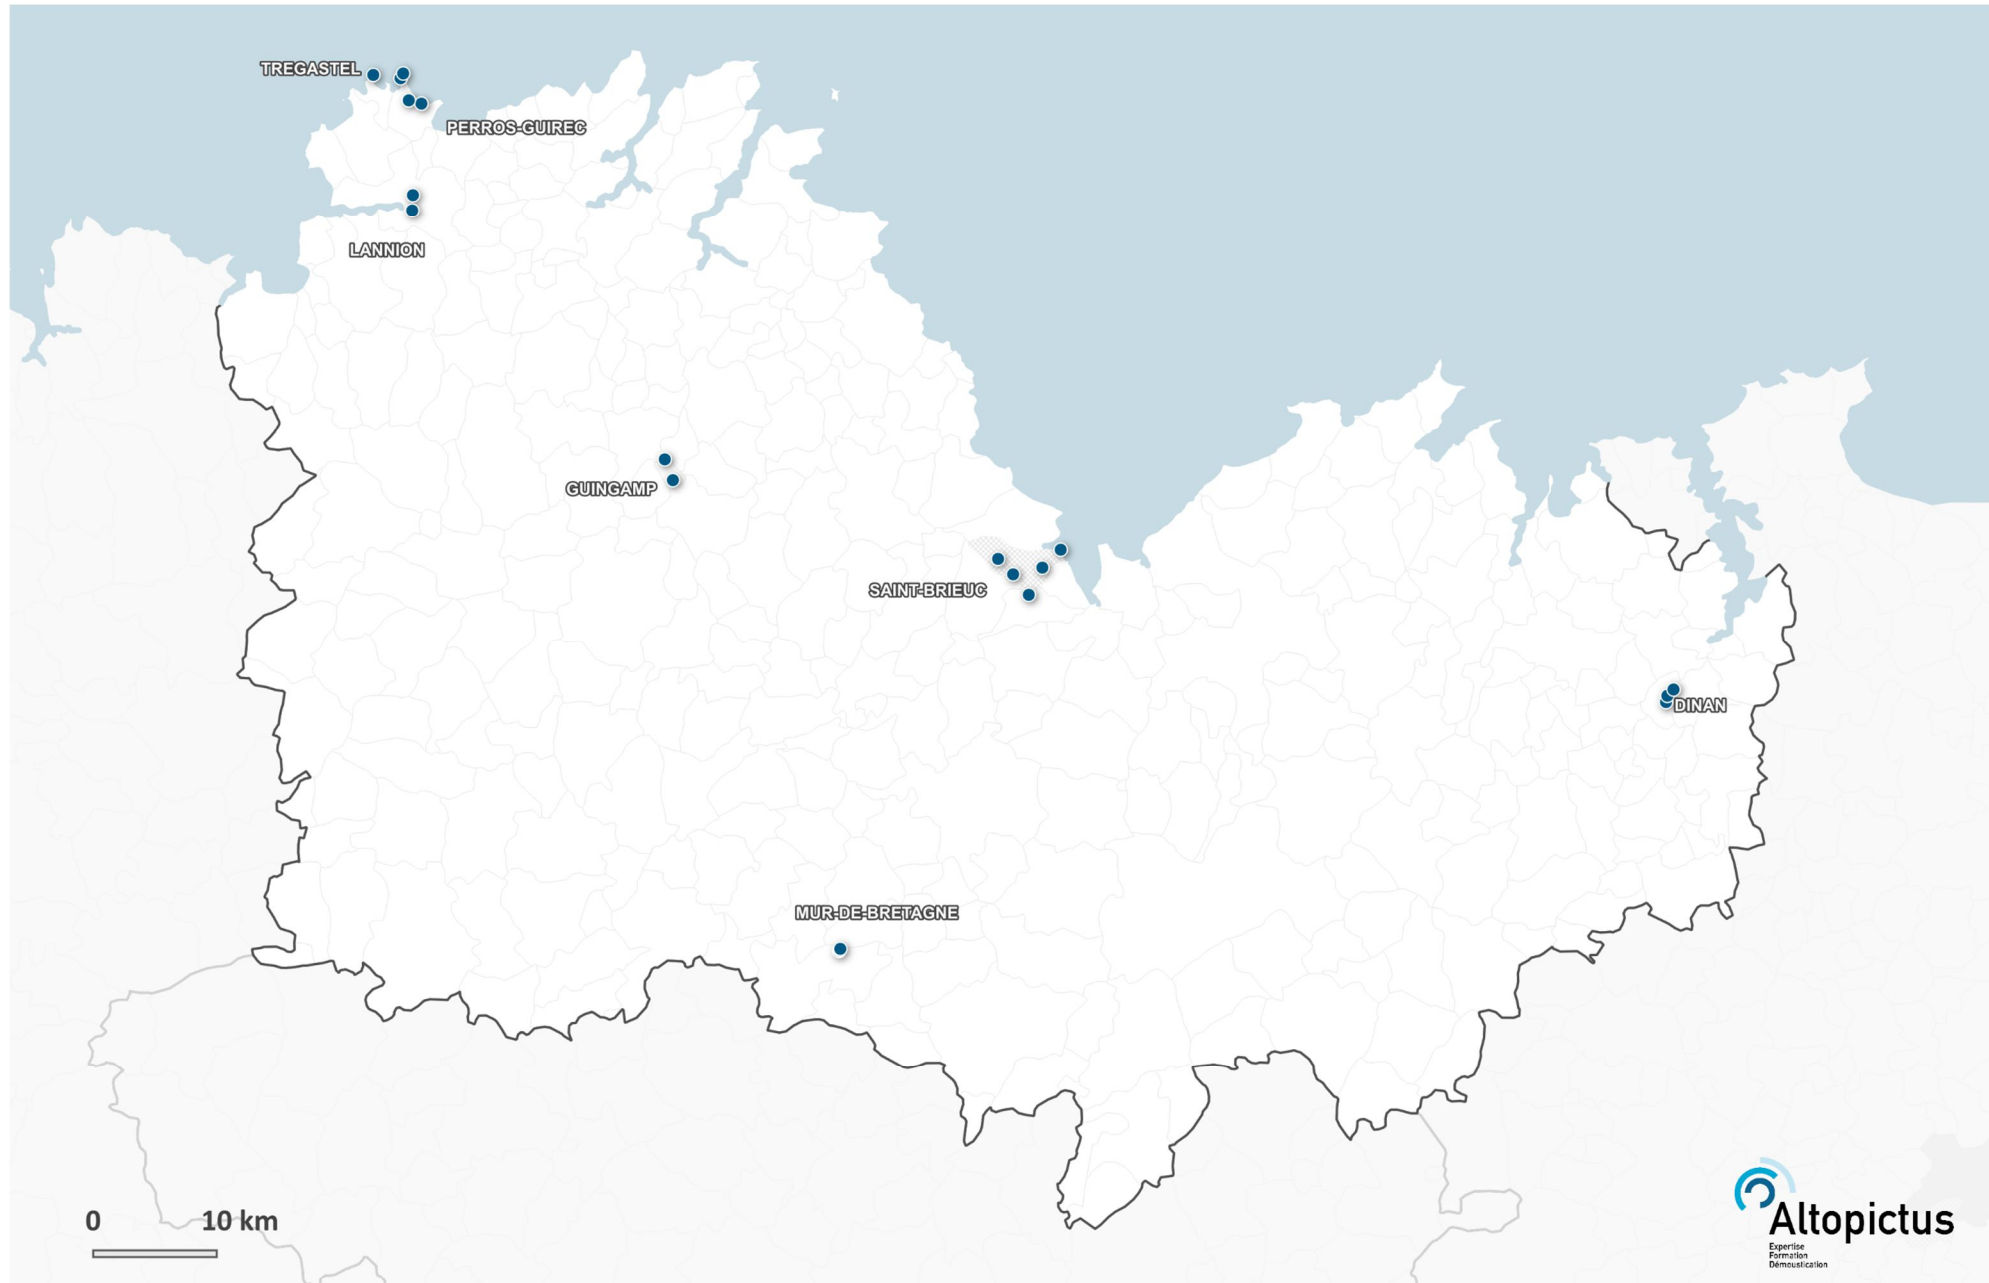 TREGASTEL
PERROS-GUIREC
LANNION
GUINGAMP
SAINT-BRIEUC
DINAN
MUR-DE-BRETAGNE
0 10 km
Altopictus
Expertise
Formation
Démoustication